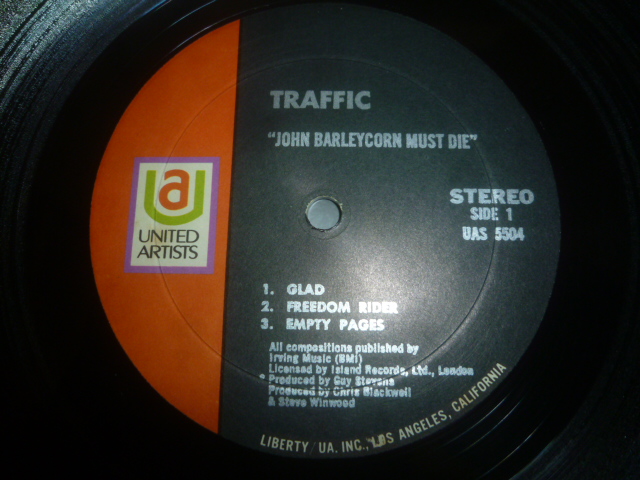 TRAFFIC
"JOHN BARLEYCORN MUST DIE"
STEREO
SIDE 1
UAS 5504
ua
UNITED
ARTISTS
1. GLAD
2. FREEDOM RIDER
3. EMPTY PAGES
All compositions published by
Irving Music (BMI)
Licensed by Island Records, Ltd., London
* Produced by Guy Stevens
Produced by Chris Blackwell
& Steve Winwood
LIBERTY/UA, INC., LOS ANGELES, CALIFORNIA